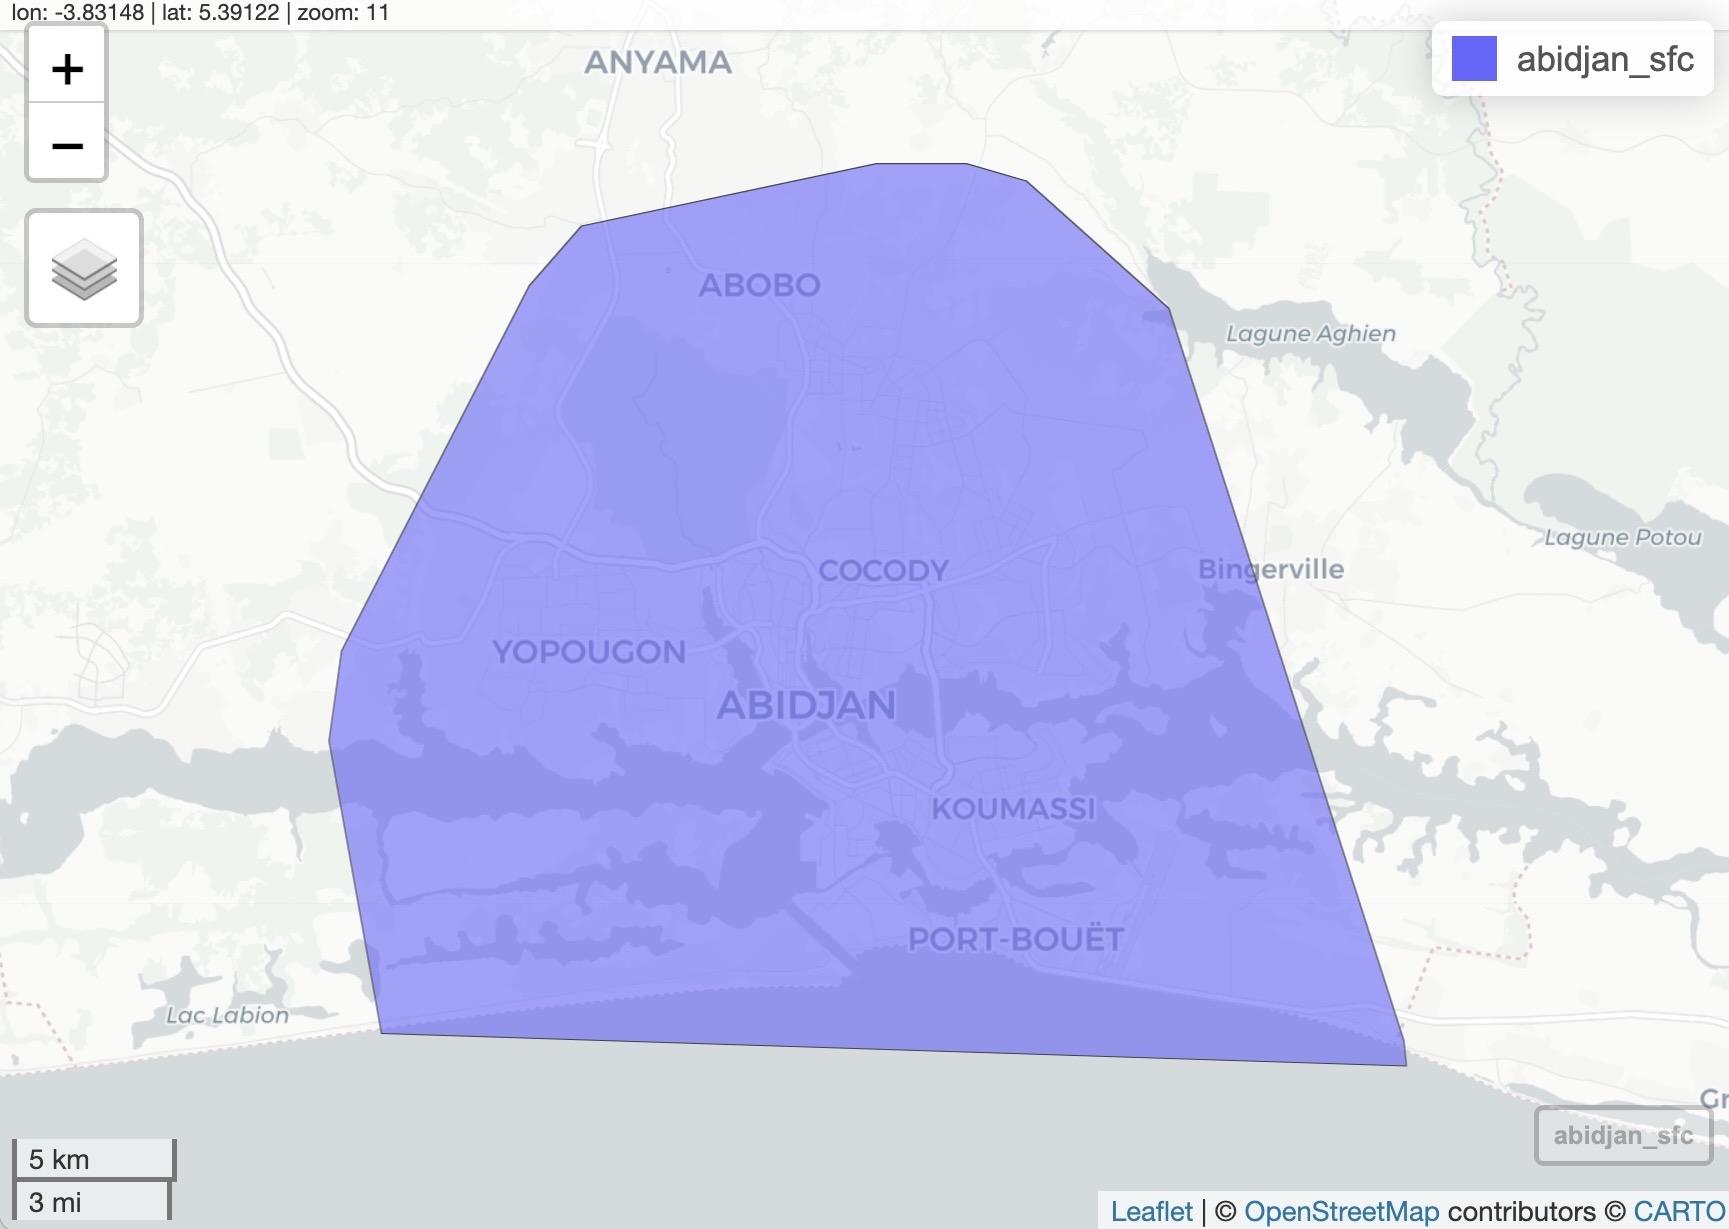 lon: -3.83148 | lat: 5.39122 | zoom: 11
+
−
abidjan_sfc
ANYAMA
ABOBO
Lagune Aghien
Lagune Potou
COCODY
Bingerville
YOPOUGON
ABIDJAN
KOUMASSI
PORT-BOUËT
Lac Labion
Gr
abidjan_sfc
5 km
3 mi
Leaflet | © OpenStreetMap contributors © CARTO